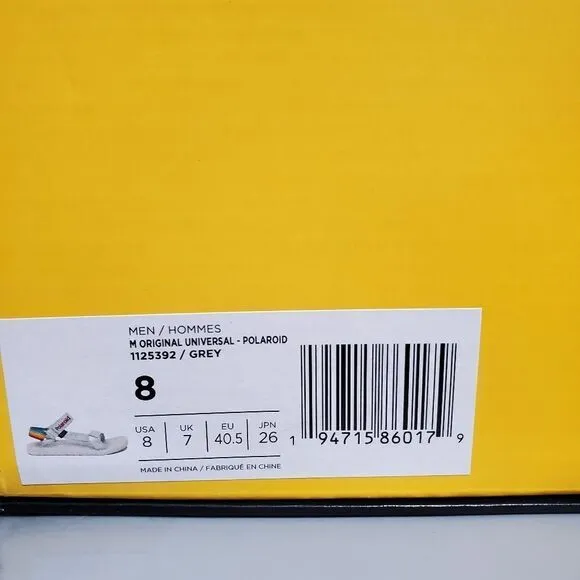 MEN / HOMMES
M ORIGINAL UNIVERSAL - POLAROID
1125392 / GREY
8
USA UK EU JPN
8 7 40.5 26
MADE IN CHINA / FABRIQUÉ EN CHINE
1 94715 86017 9